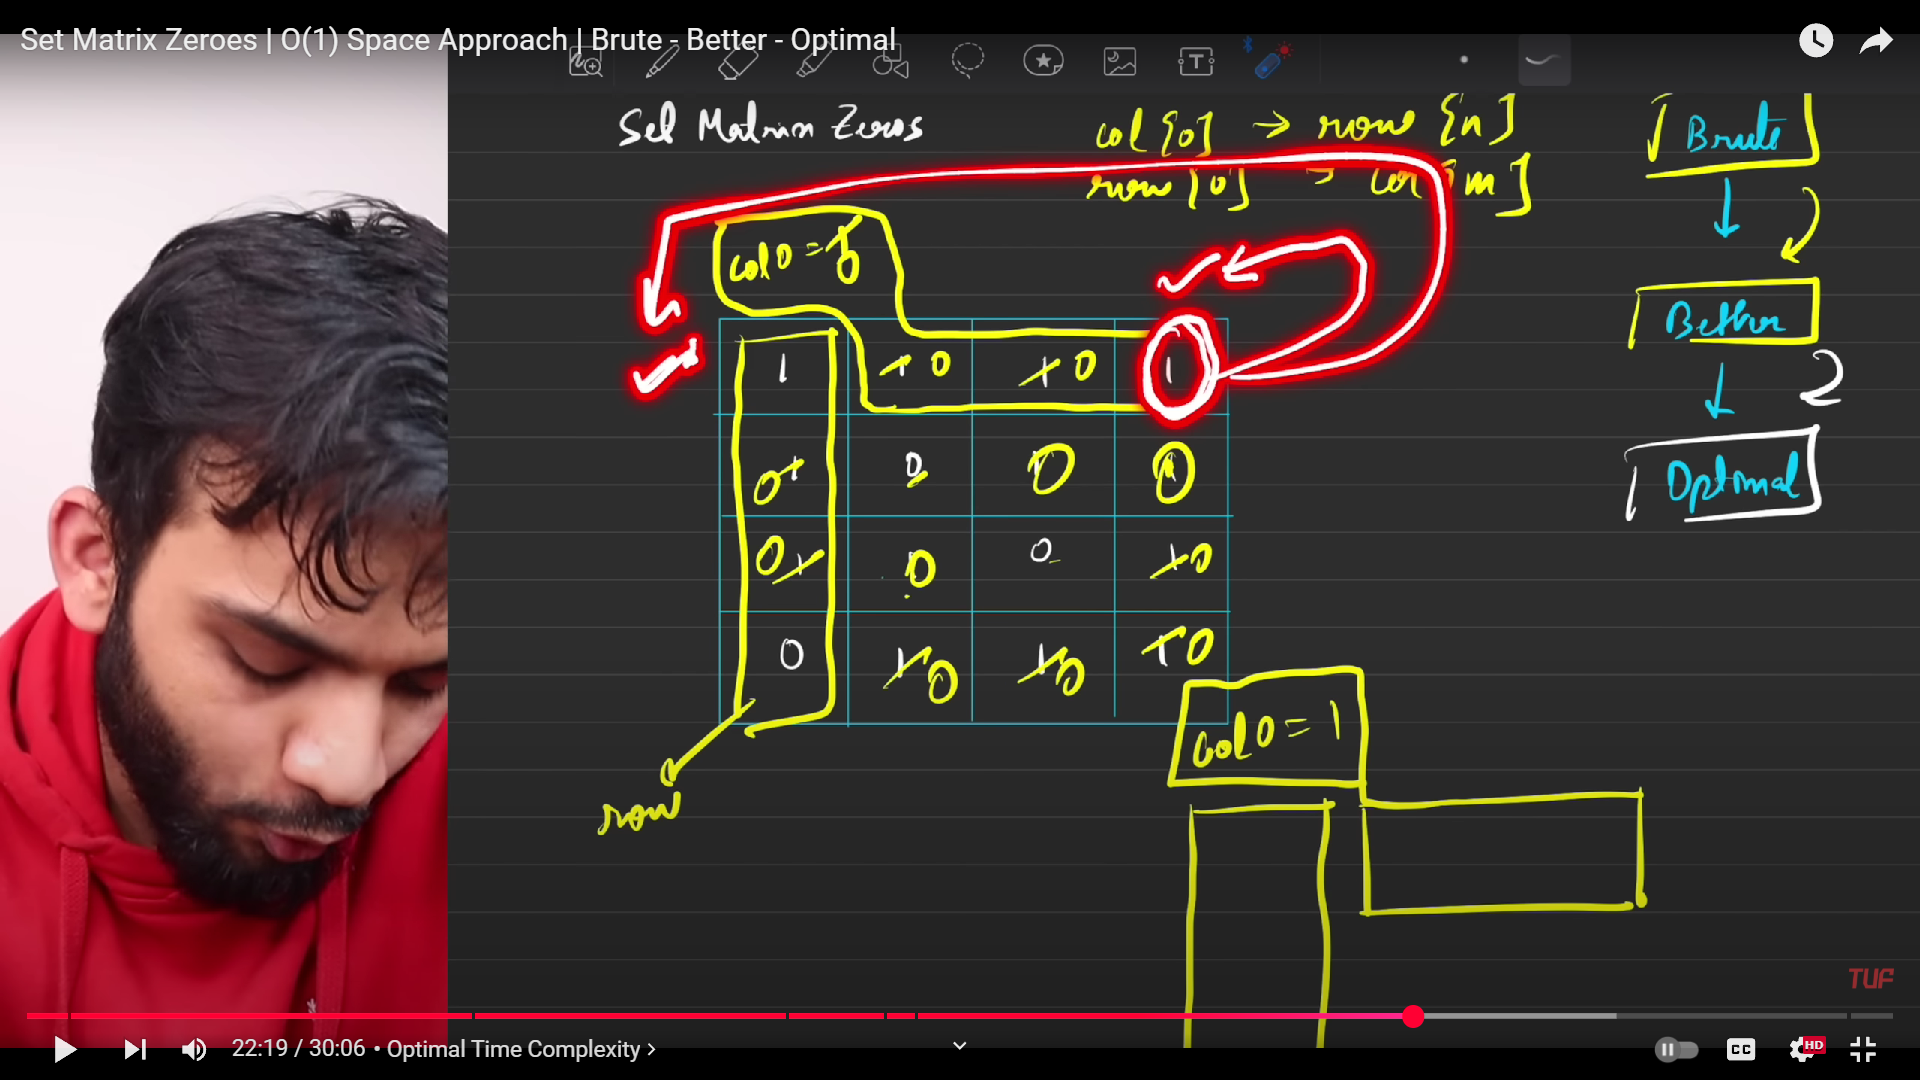 Set Matrix Zeroes | O(1) Space Approach | Brute - Better - Optimal
Set Matrix Zeros
col[0] → row[n]
row[0] → col[m]
Brute
Better
2
Optimal
col0 = 1 0
1 1 0 1 0 1
0 1 0 0 0
0 1 0 0 1 0
0 1 0 1 0 1 0
col0 = 1
row
TUF
22:19 / 30:06 • Optimal Time Complexity ›
CC
HD